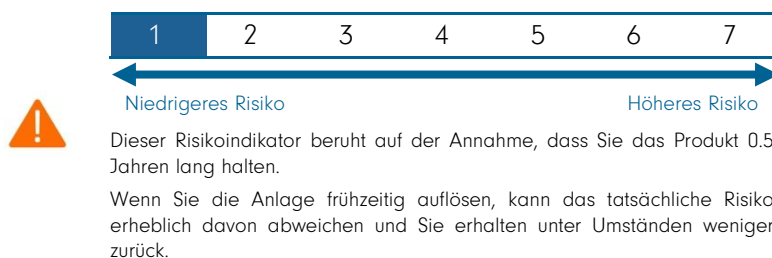 1 2 3 4 5 6 7
Niedrigeres Risiko Höheres Risiko
Dieser Risikoindikator beruht auf der Annahme, dass Sie das Produkt 0.5
Jahren lang halten.
Wenn Sie die Anlage frühzeitig auflösen, kann das tatsächliche Risiko
erheblich davon abweichen und Sie erhalten unter Umständen weniger
zurück.